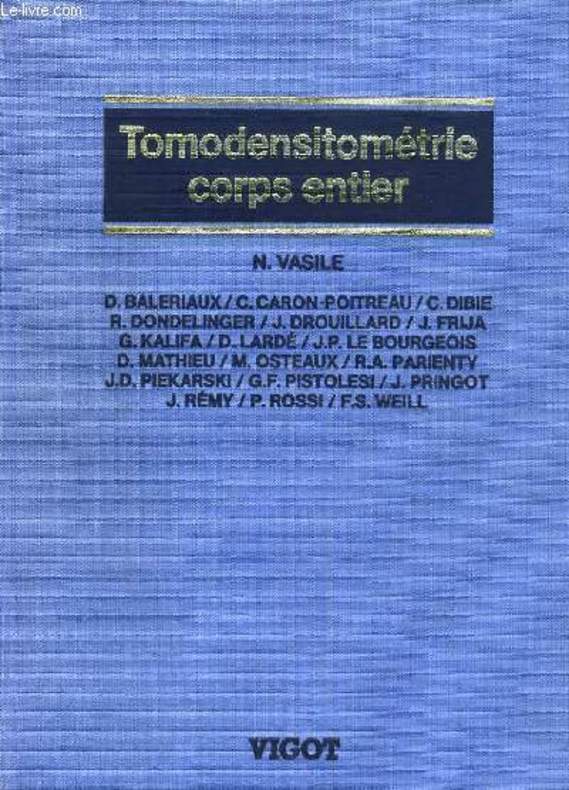 Le-livre.com
Tomodensitométrie
corps entier
N. VASILE
D. BALERIAUX / C. CARON-POITREAU / C. DIBIE
R. DONDELINGER / J. DROUILLARD / J. FRIJA
G. KALIFA / D. LARDÉ / J.P. LE BOURGEOIS
D. MATHIEU / M. OSTEAUX / R.A. PARIENTY
J.D. PIEKARSKI / G.F. PISTOLESI / J. PRINGOT
J. RÉMY / P. ROSSI / F.S. WEILL
VIGOT